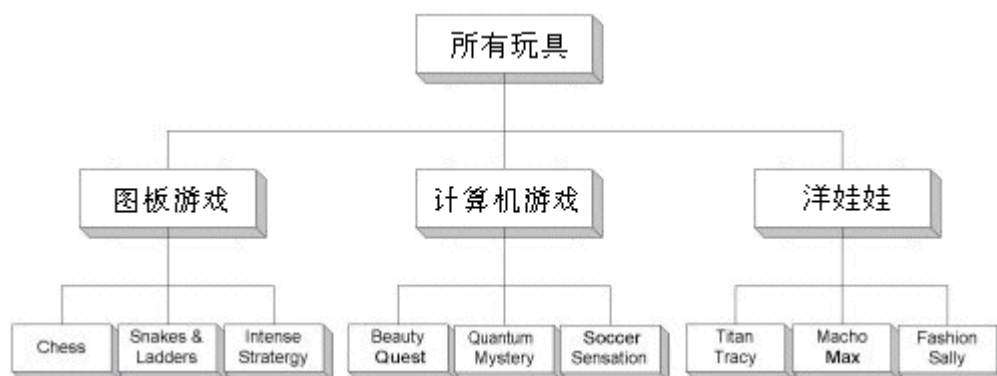 所有玩具
图板游戏
计算机游戏
洋娃娃
Chess
Snakes &
Ladders
Intense
Stratergy
Beauty
Quest
Quantum
Mystery
Soccer
Sensation
Titan
Tracy
Macho
Max
Fashion
Sally